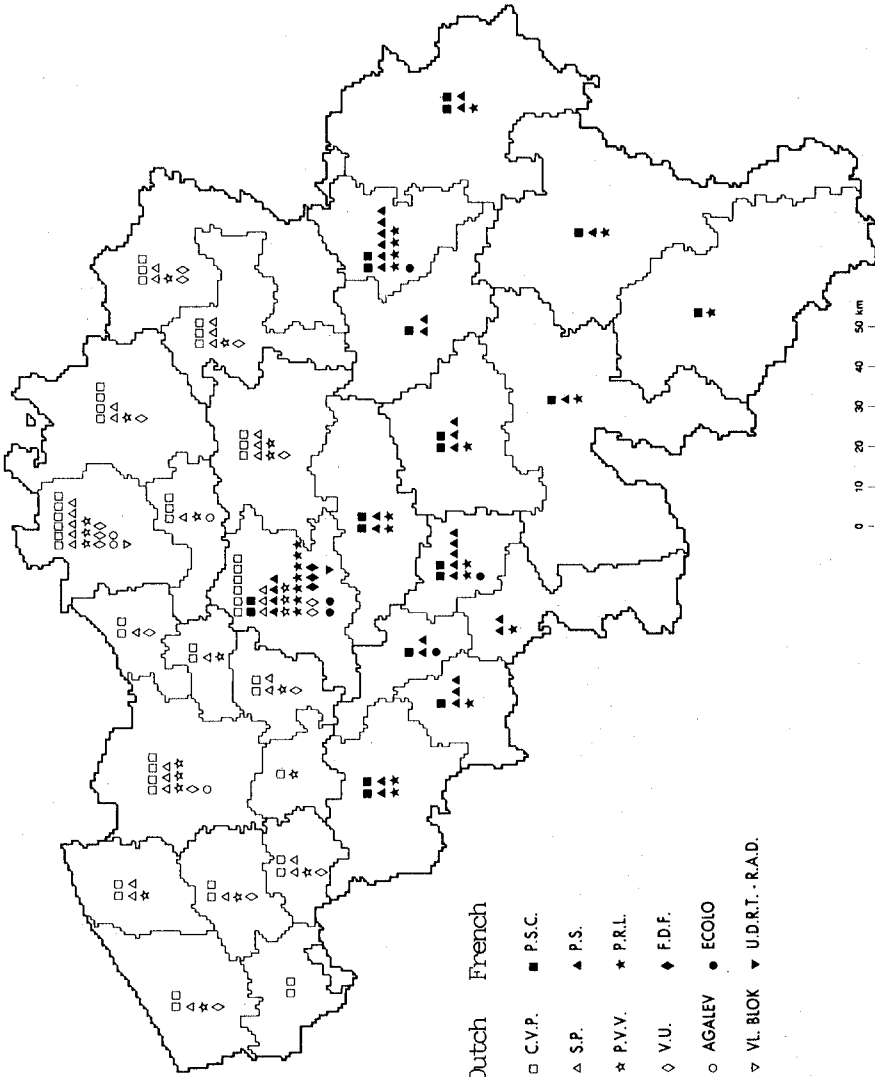 Dutch French
□ C.V.P. ■ P.S.C.
△ S.P. ▲ P.S.
☆ P.V.V. ★ P.R.L.
◇ V.U. ◆ F.D.F.
○ AGALEV ● ECOLO
▽ VL. BLOK ▼ U.D.R.T. - R.A.D.
0 10 20 30 40 50 km